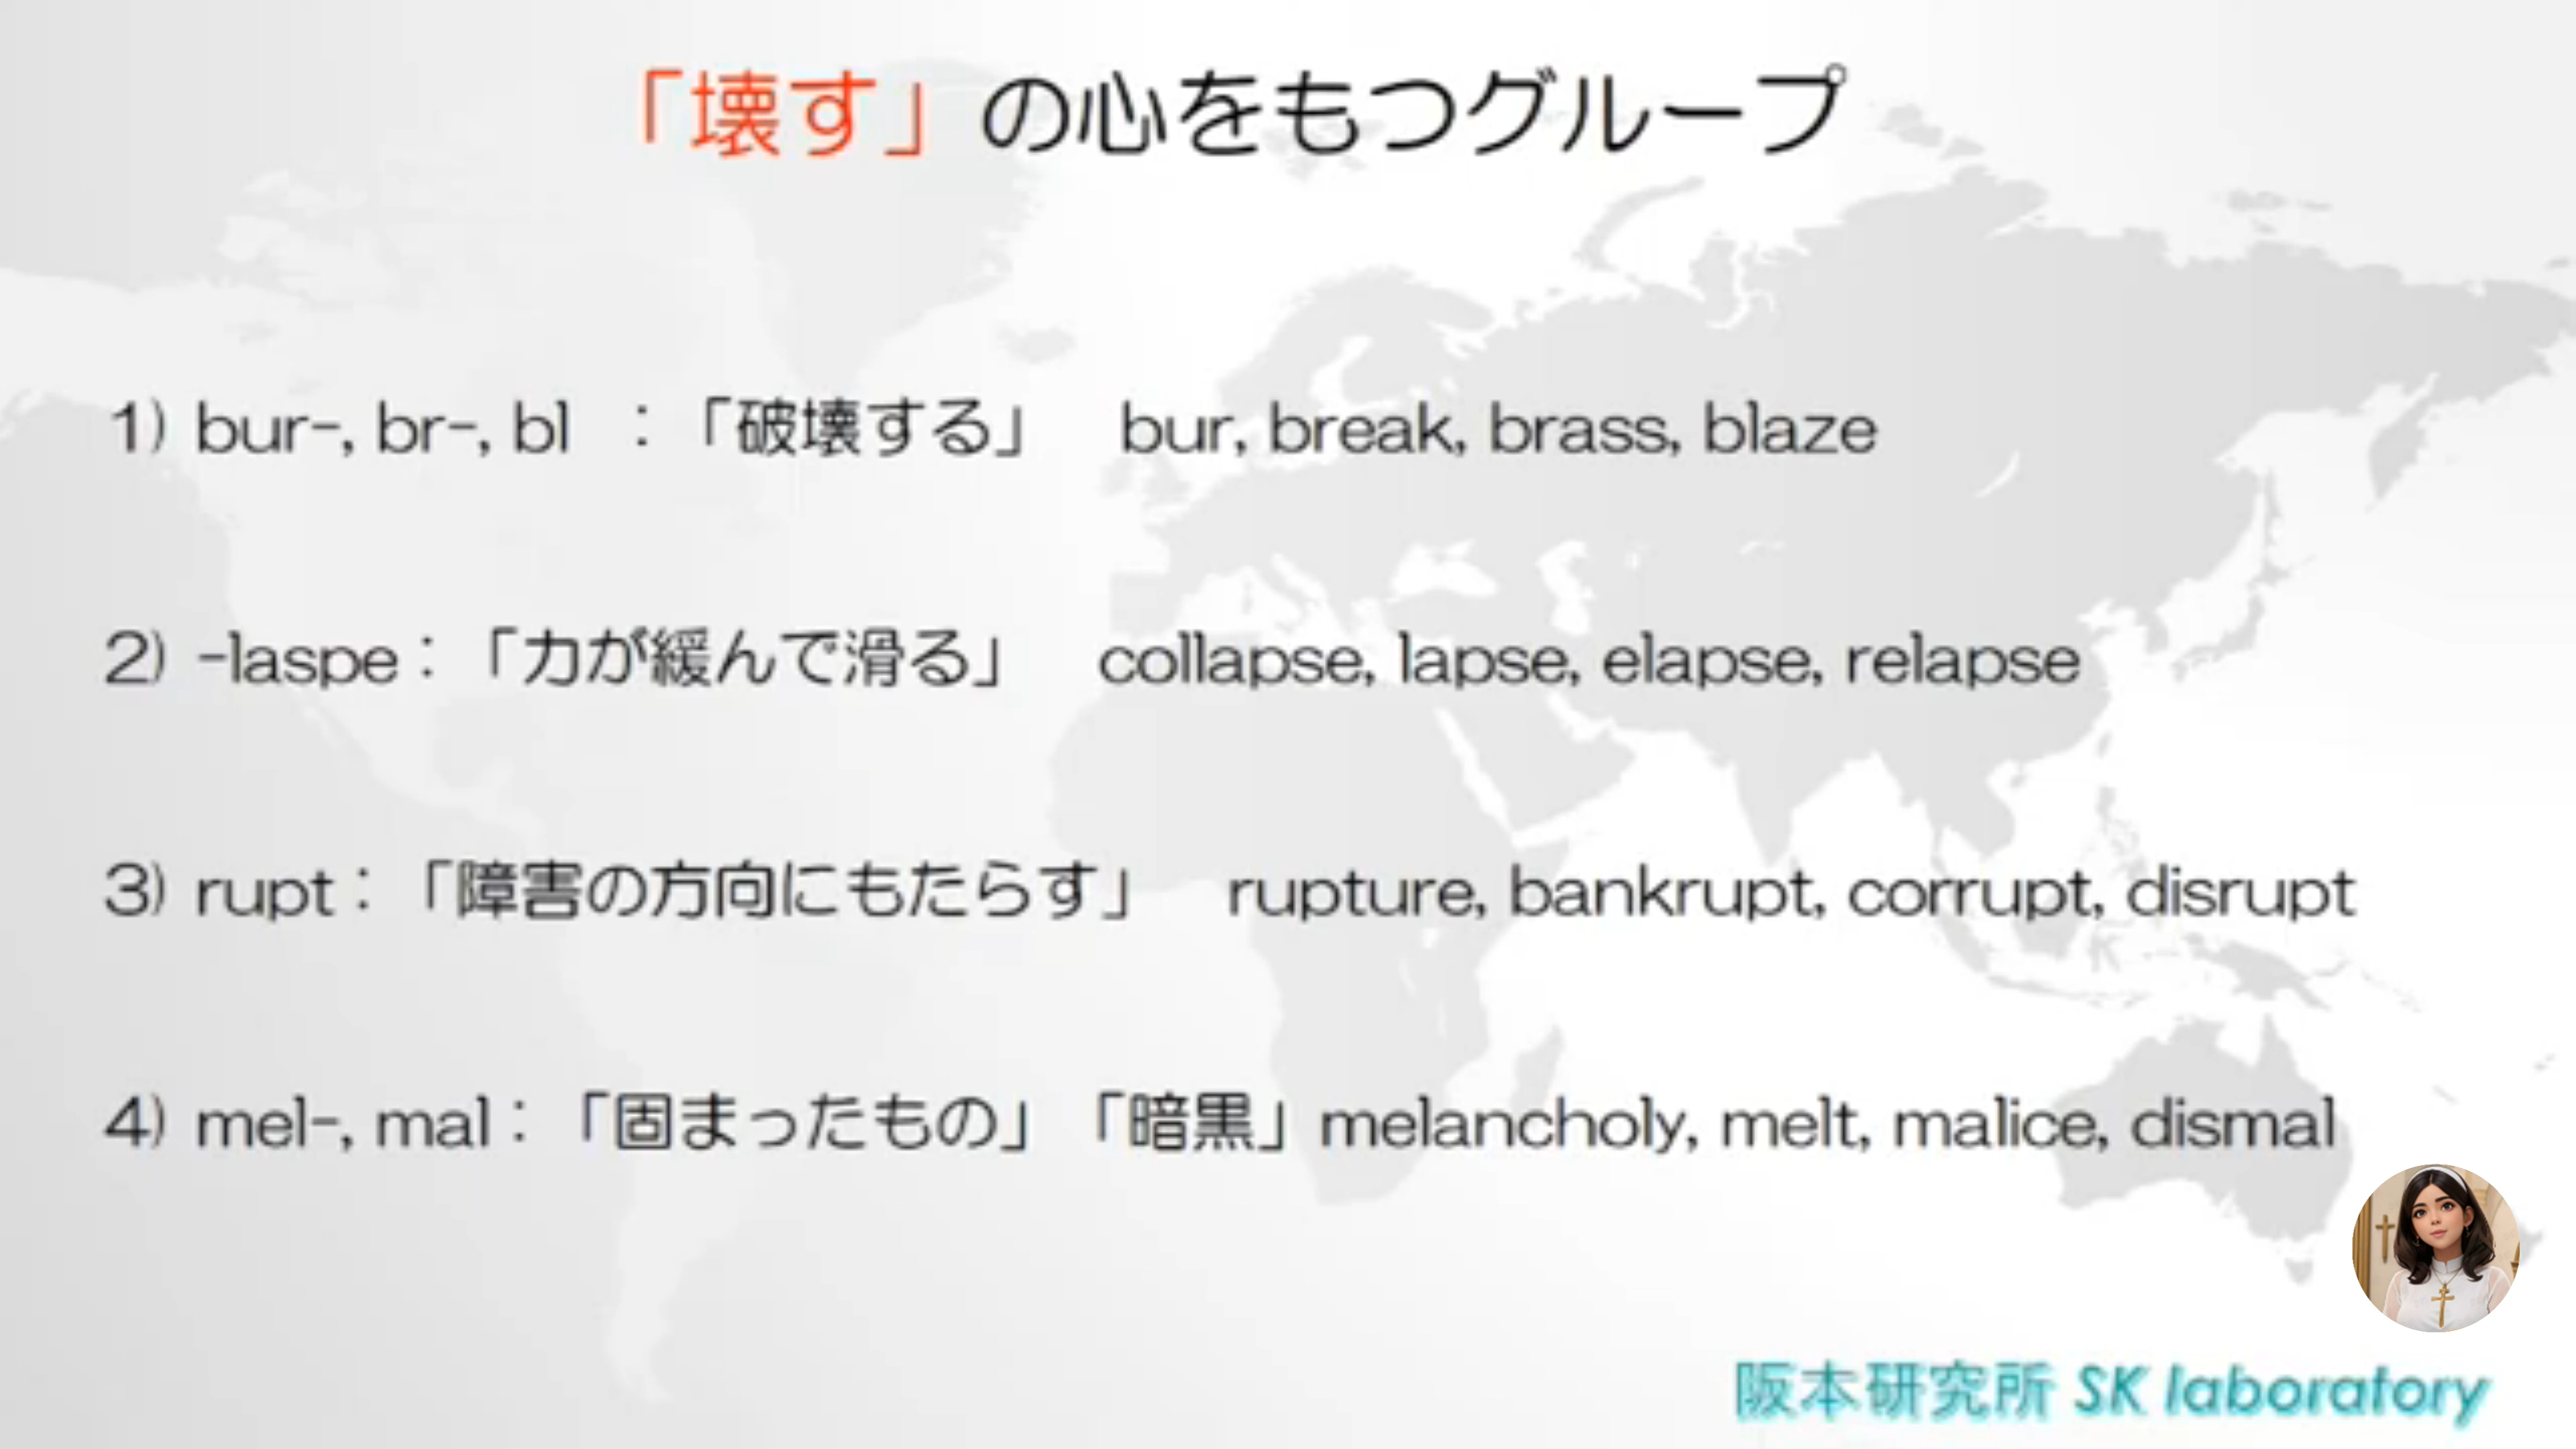 「壊す」の心をもつグループ
1) bur-, br-, bl ：「破壊する」 bur, break, brass, blaze
2) -laspe：「力が緩んで滑る」 collapse, lapse, elapse, relapse
3) rupt：「障害の方向にもたらす」 rupture, bankrupt, corrupt, disrupt
4) mel-, mal：「固まったもの」「暗黒」melancholy, melt, malice, dismal
阪本研究所 SK laboratory